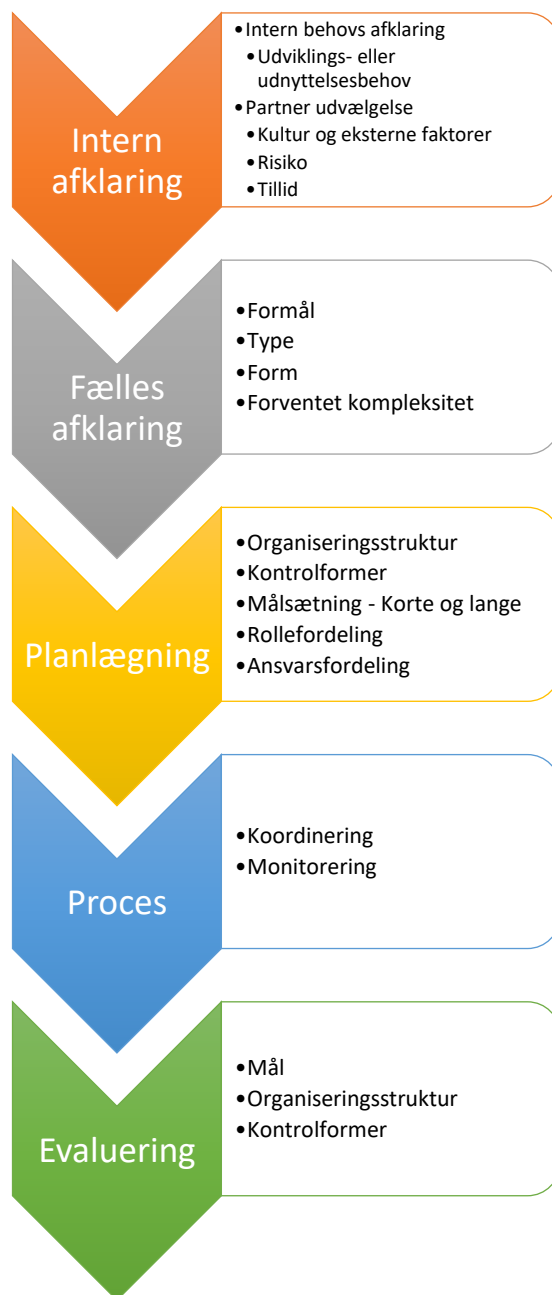 Intern
afklaring
•Intern behovs afklaring
•Udviklings- eller
udnyttelsesbehov
•Partner udvælgelse
•Kultur og eksterne faktorer
•Risiko
•Tillid
Fælles
afklaring
•Formål
•Type
•Form
•Forventet kompleksitet
Planlægning
•Organiseringsstruktur
•Kontrolformer
•Målsætning - Korte og lange
•Rollefordeling
•Ansvarsfordeling
Proces
•Koordinering
•Monitorering
Evaluering
•Mål
•Organiseringsstruktur
•Kontrolformer